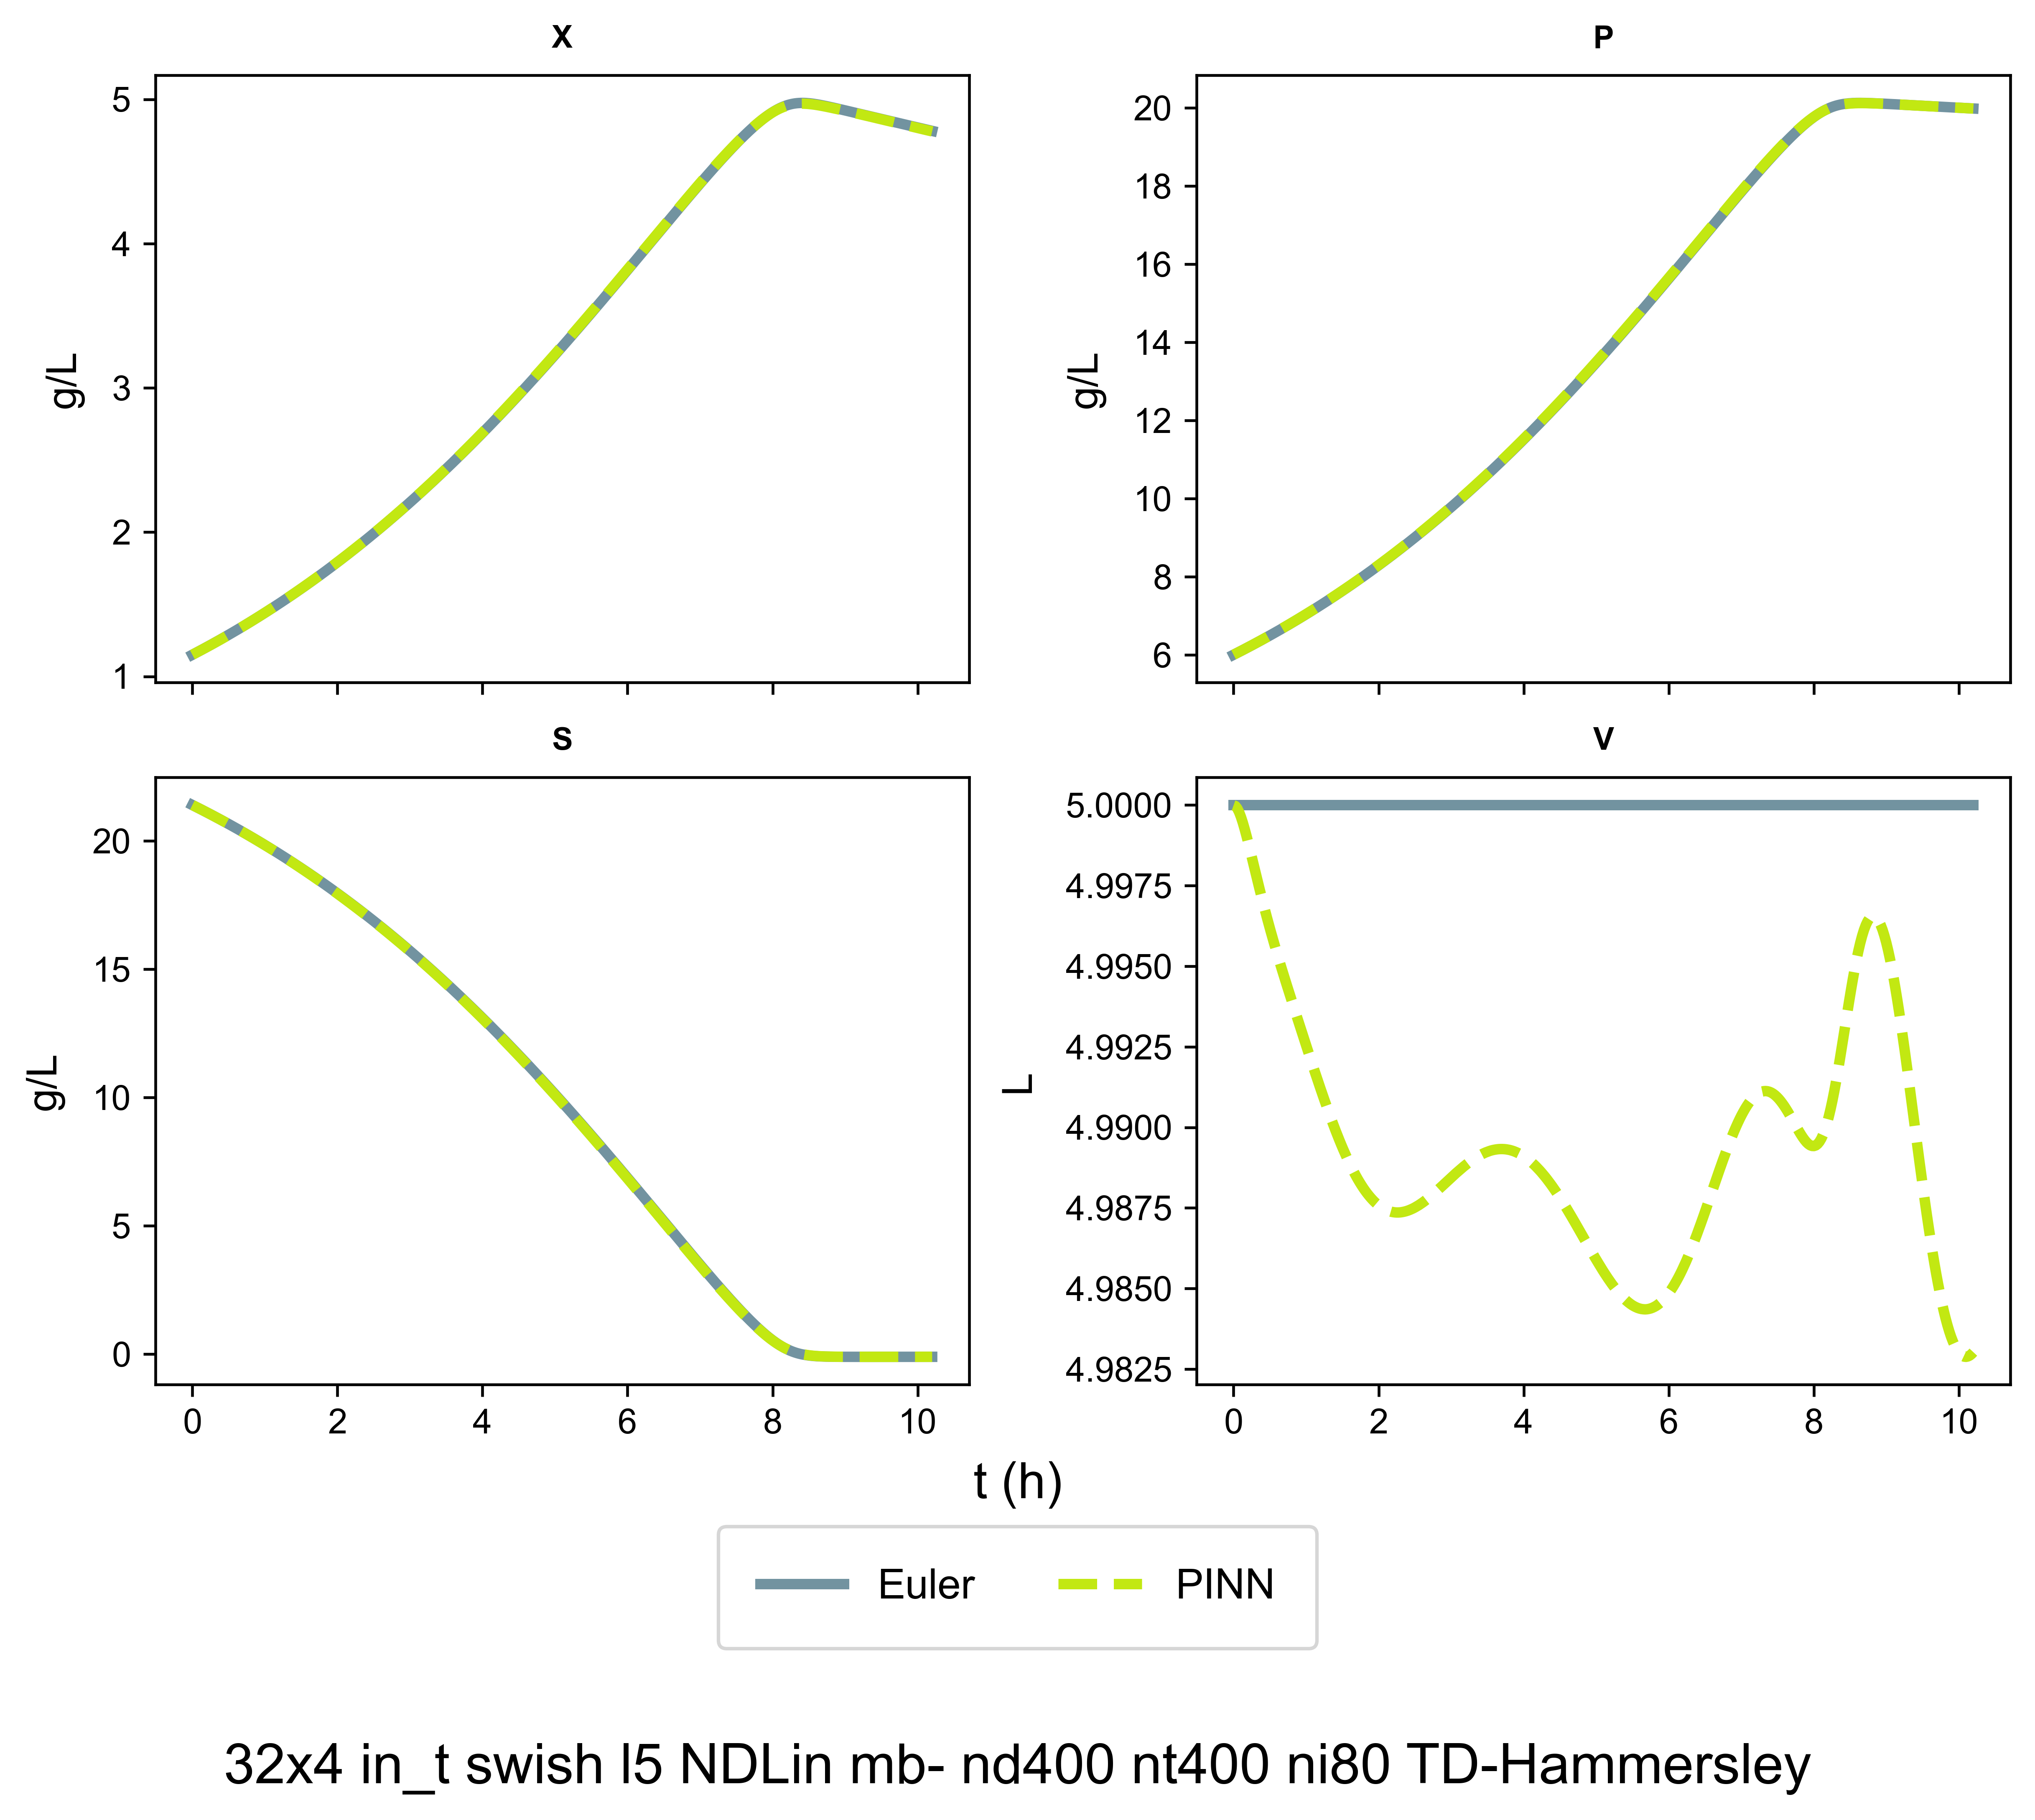 X
P
5
4
3
2
1
g/L
20
18
16
14
12
10
8
6
g/L
S
V
20
15
10
5
0
g/L
0 2 4 6 8 10
5.0000
4.9975
4.9950
4.9925
4.9900
4.9875
4.9850
4.9825
L
0 2 4 6 8 10
t (h)
Euler PINN
32x4 in_t swish l5 NDLin mb- nd400 nt400 ni80 TD-Hammersley